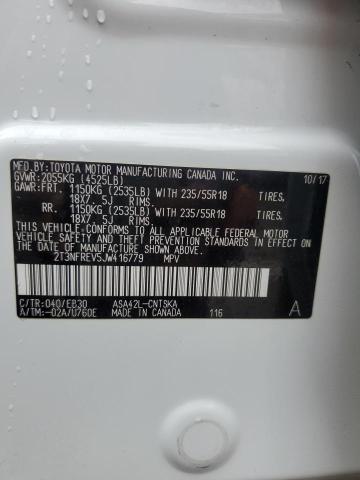 MFD.BY:TOYOTA MOTOR MANUFACTURING CANADA INC. 10/17
GVWR:2055KG (4525LB)
GAWR:FRT. 1150KG (2535LB) WITH 235/55R18 TIRES,
18X7, 5J RIMS,
RR. 1150KG (2535LB) WITH 235/55R18 TIRES,
18X7, 5J RIMS,
THIS VEHICLE CONFORMS TO ALL APPLICABLE FEDERAL MOTOR
VEHICLE SAFETY AND THEFT PREVENTION STANDARDS IN EFFECT ON THE
DATE OF MANUFACTURE SHOWN ABOVE.
2T3NFREV5JW416779 MPV
C/TR:040/EB30 ASA42L-CNTSKA
A/TM:-02A/U760E MADE IN CANADA 116 A